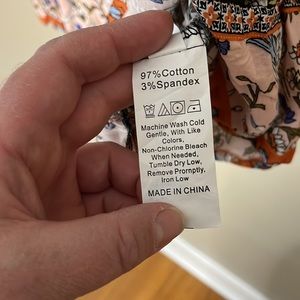 97%Cotton
3%Spandex
Machine Wash Cold
Gentle, With Like
Colors,
Non-Chlorine Bleach
When Needed,
Tumble Dry Low,
Remove Promrptly,
Iron Low
MADE IN CHINA